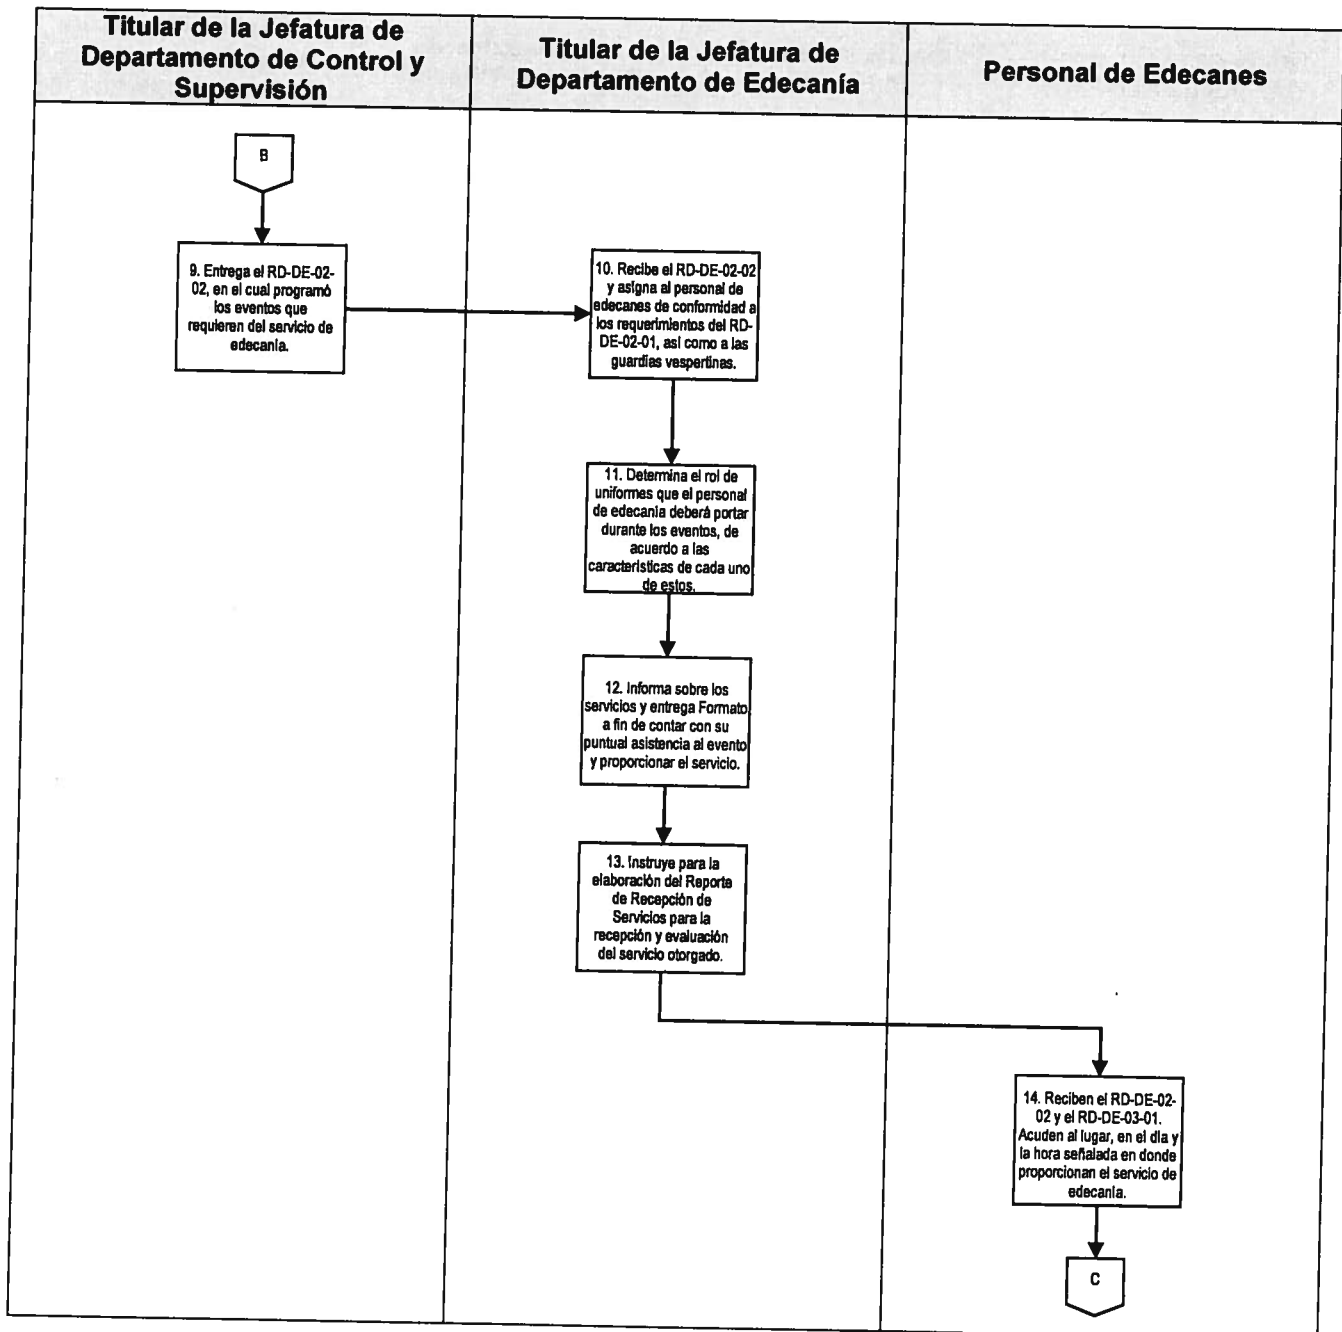 Titular de la Jefatura de
Departamento de Control y
Supervisión
Titular de la Jefatura de
Departamento de Edecanía
Personal de Edecanes
B
9. Entrega el RD-DE-02-
02, en el cual programó
los eventos que
requieren del servicio de
edecanía.
10. Recibe el RD-DE-02-02
y asigna al personal de
edecanes de conformidad a
los requerimientos del RD-
DE-02-01, así como a las
guardias vespertinas.
11. Determina el rol de
uniformes que el personal
de edecanía deberá portar
durante los eventos, de
acuerdo a las
características de cada uno
de estos.
12. Informa sobre los
servicios y entrega Formato
a fin de contar con su
puntual asistencia al evento
y proporcionar el servicio.
13. Instruye para la
elaboración del Reporte
de Recepción de
Servicios para la
recepción y evaluación
del servicio otorgado.
14. Reciben el RD-DE-02-
02 y el RD-DE-03-01.
Acuden al lugar, en el día y
la hora señalada en donde
proporcionan el servicio de
edecanía.
C